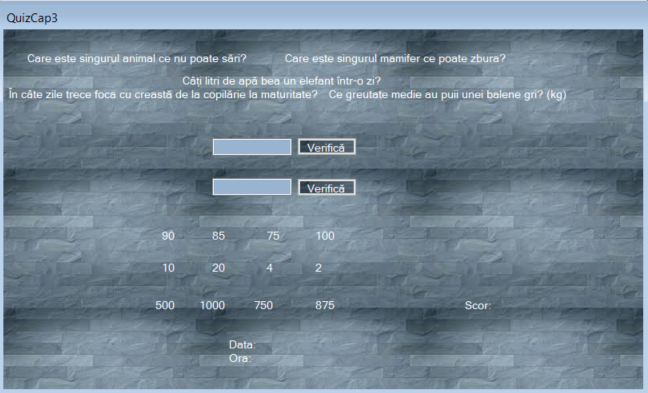 QuizCap3
Care este singurul animal ce nu poate sări? Care este singurul mamifer ce poate zbura?
Câți litri de apă bea un elefant într-o zi?
În câte zile trece foca cu creastă de la copilărie la maturitate? Ce greutate medie au puii unei balene gri? (kg)
Verifică
Verifică
90 85 75 100
10 20 4 2
500 1000 750 875 Scor:
Data:
Ora: